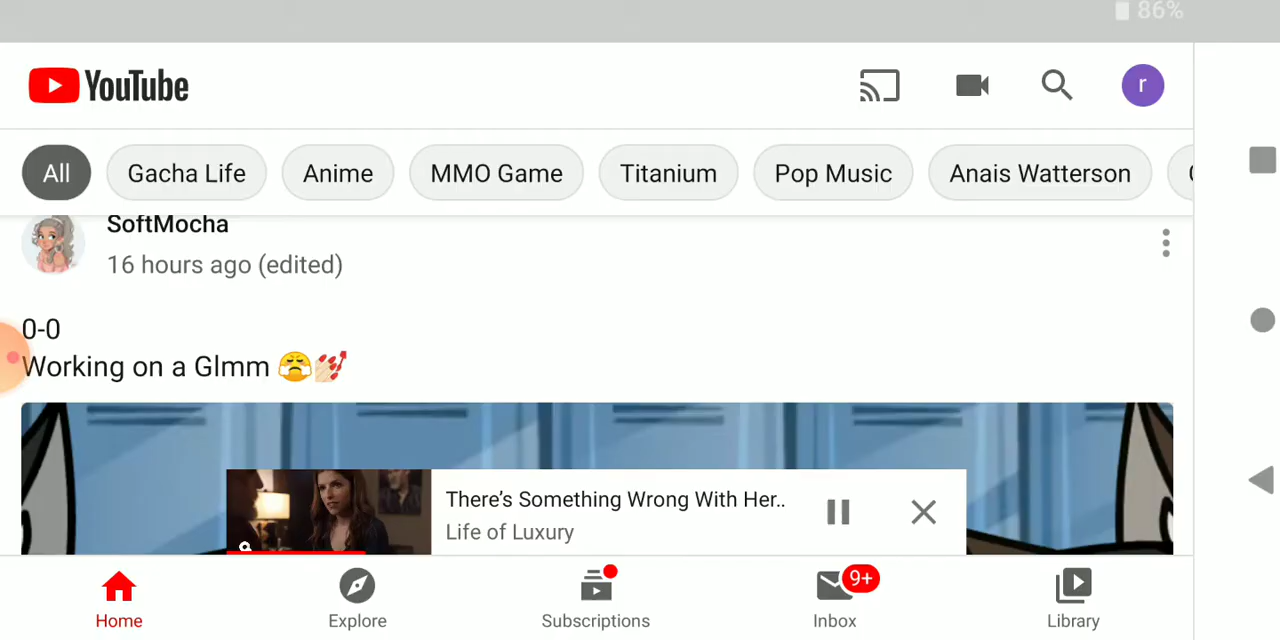 86%
YouTube
r
All Gacha Life Anime MMO Game Titanium Pop Music Anais Watterson
SoftMocha
16 hours ago (edited)
0-0
Working on a Glmm 😤💅🏻
There's Something Wrong With Her..
Life of Luxury
9+
Home Explore Subscriptions Inbox Library